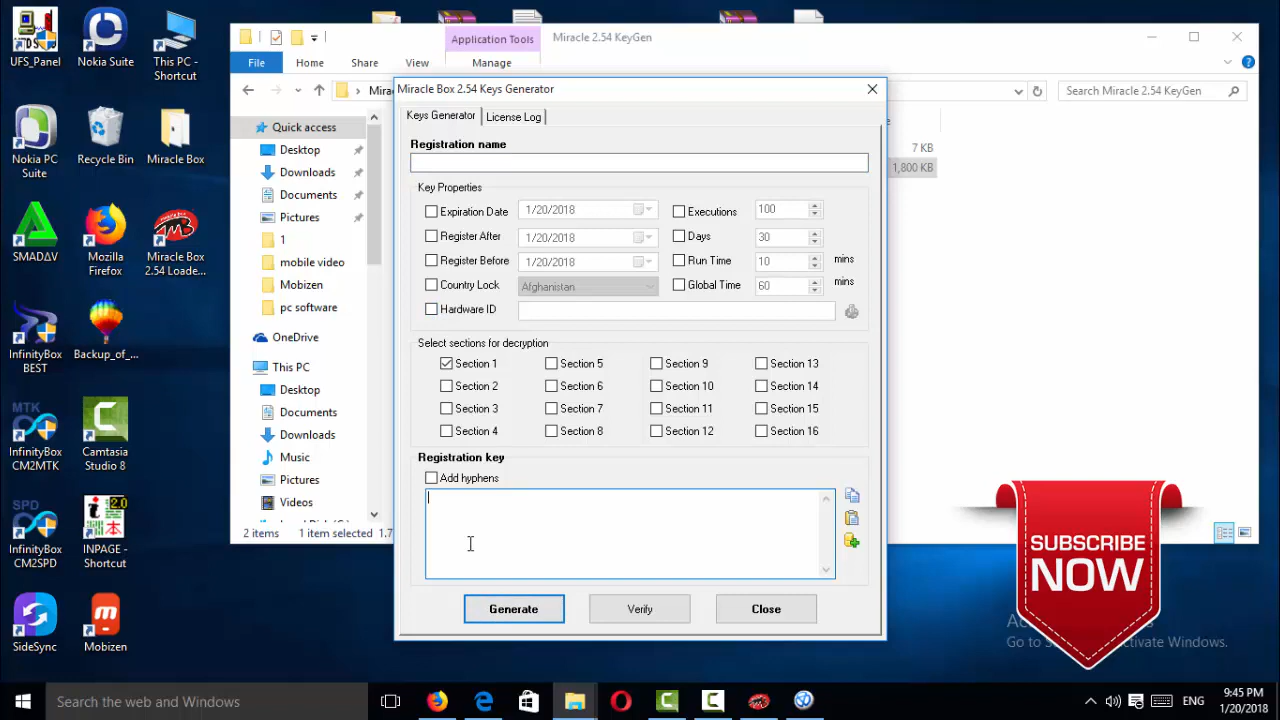 UFS_Panel
Nokia Suite
This PC -
Shortcut
Nokia PC
Suite
Recycle Bin
Miracle Box
SMADΔV
Mozilla
Firefox
Miracle Box
2.54 Loade...
InfinityBox
BEST
Backup_of_...
MTK
InfinityBox
CM2MTK
Camtasia
Studio 8
SPD
InfinityBox
CM2SPD
2.0
INPAGE -
Shortcut
SideSync
Mobizen
Application Tools
Miracle 2.54 KeyGen
File
Home
Share
View
Manage
Search Miracle 2.54 KeyGen
Quick access
Desktop
Downloads
Documents
Pictures
1
mobile video
Mobizen
pc software
OneDrive
This PC
Desktop
Documents
Downloads
Music
Pictures
Videos
2 items
1 item selected
7 KB
1,800 KB
Miracle Box 2.54 Keys Generator
Keys Generator
License Log
Registration name
Key Properties
Expiration Date
1/20/2018
Executions
100
Register After
1/20/2018
Days
30
Register Before
1/20/2018
Run Time
10
mins
Country Lock
Afghanistan
Global Time
60
mins
Hardware ID
Select sections for decryption
Section 1
Section 5
Section 9
Section 13
Section 2
Section 6
Section 10
Section 14
Section 3
Section 7
Section 11
Section 15
Section 4
Section 8
Section 12
Section 16
Registration key
Add hyphens
Generate
Verify
Close
SUBSCRIBE
NOW
Go to
ctivate Windows.
Search the web and Windows
ENG
9:45 PM
1/20/2018